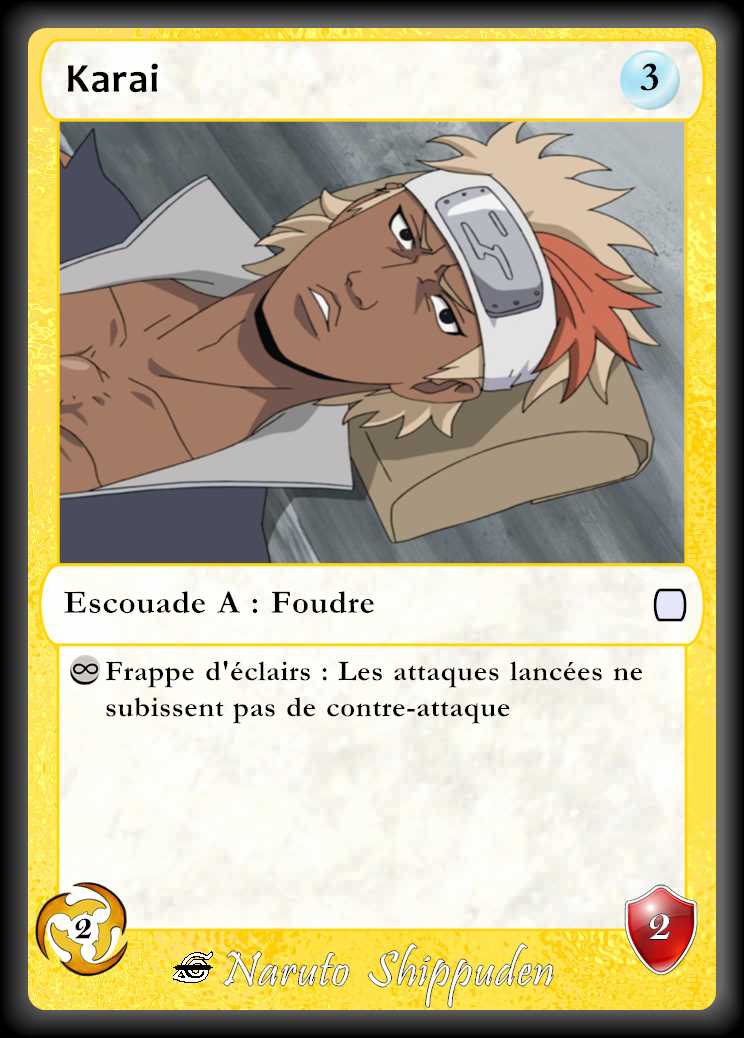 Karai
3
Escouade A : Foudre
∞ Frappe d'éclairs : Les attaques lancées ne
subissent pas de contre-attaque
2
2
Naruto Shippuden